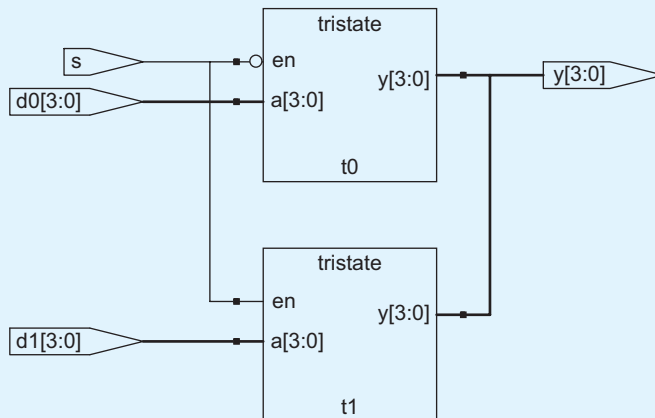 tristate
s
en
y[3:0]
y[3:0]
d0[3:0]
a[3:0]
t0
tristate
en
y[3:0]
d1[3:0]
a[3:0]
t1